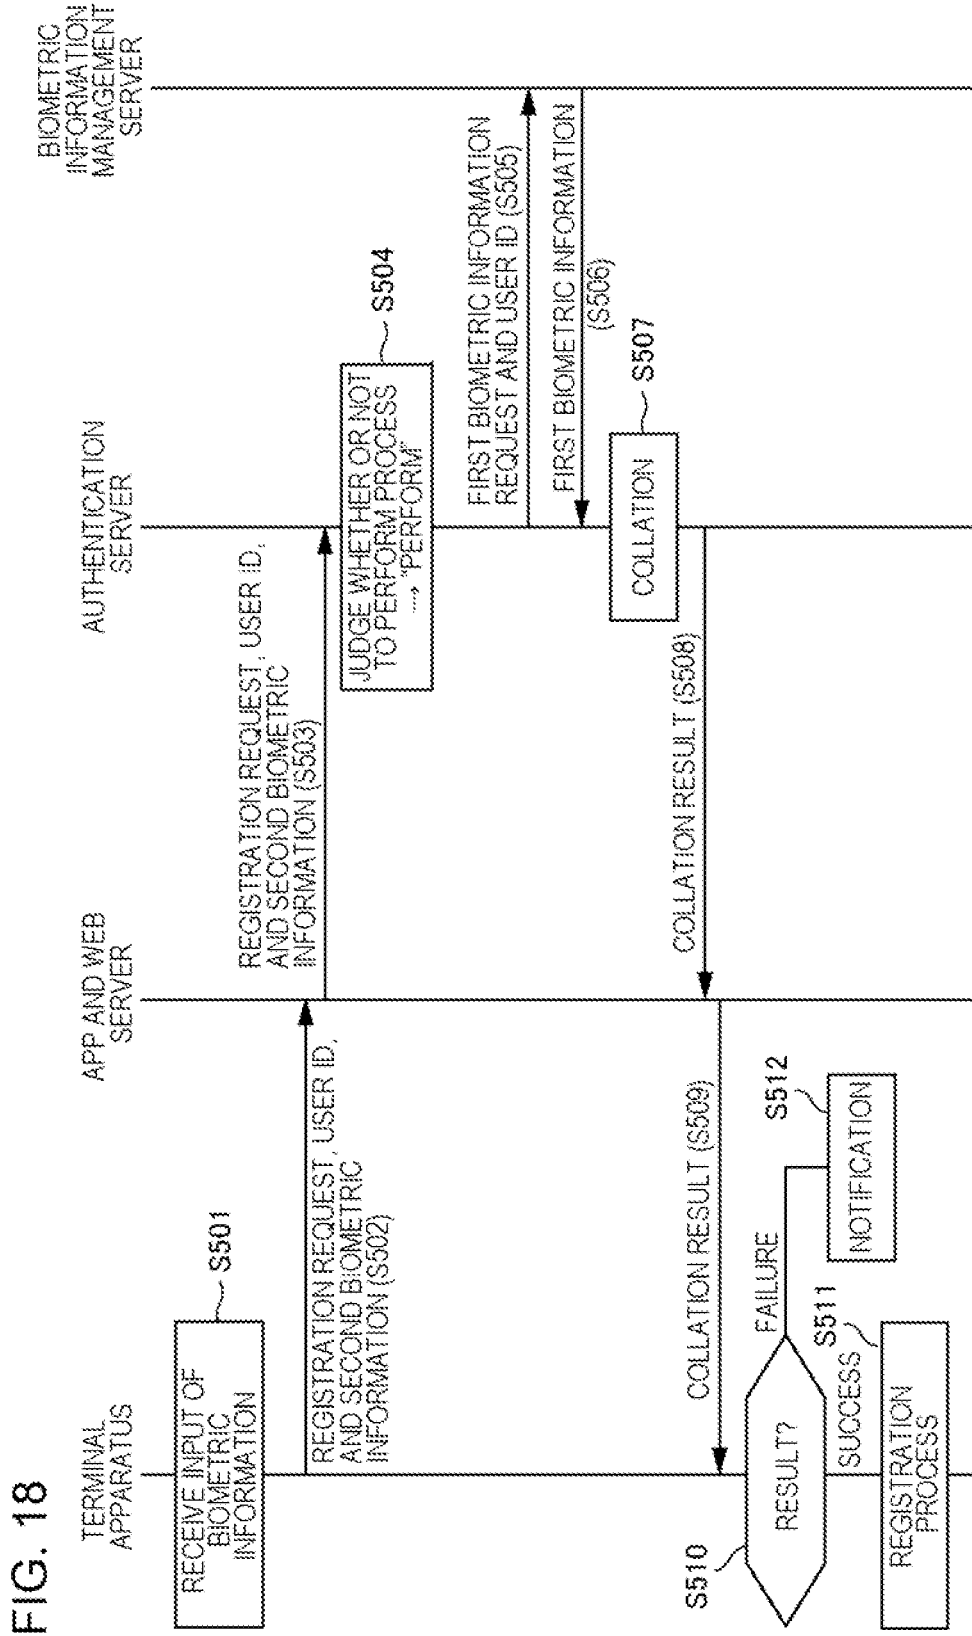 FIG. 18
TERMINAL
APPARATUS
APP AND WEB
SERVER
AUTHENTICATION
SERVER
BIOMETRIC
INFORMATION
MANAGEMENT
SERVER
RECEIVE INPUT OF
BIOMETRIC
INFORMATION
S501
REGISTRATION REQUEST, USER ID,
AND SECOND BIOMETRIC
INFORMATION (S502)
REGISTRATION REQUEST, USER ID,
AND SECOND BIOMETRIC
INFORMATION (S503)
JUDGE WHETHER OR NOT
TO PERFORM PROCESS
→ "PERFORM"
S504
FIRST BIOMETRIC INFORMATION
REQUEST AND USER ID (S505)
FIRST BIOMETRIC INFORMATION
(S506)
COLLATION
S507
COLLATION RESULT (S508)
COLLATION RESULT (S509)
S510
RESULT?
FAILURE
S512
NOTIFICATION
SUCCESS
S511
REGISTRATION
PROCESS